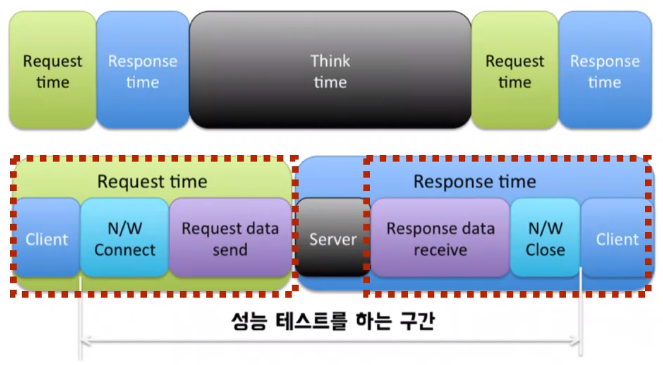 Request
time
Response
time
Think
time
Request
time
Response
time
Request time
Response time
Client
N/W
Connect
Request data
send
Server
Response data
receive
N/W
Close
Client
성능 테스트를 하는 구간